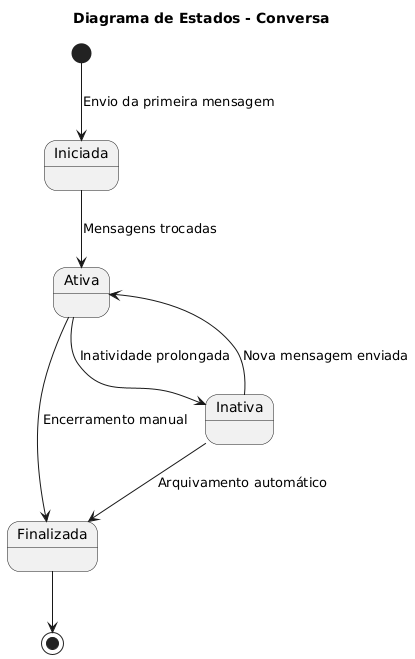 Diagrama de Estados - Conversa
Envio da primeira mensagem
Iniciada
Mensagens trocadas
Ativa
Inatividade prolongada
Nova mensagem enviada
Inativa
Encerramento manual
Arquivamento automático
Finalizada